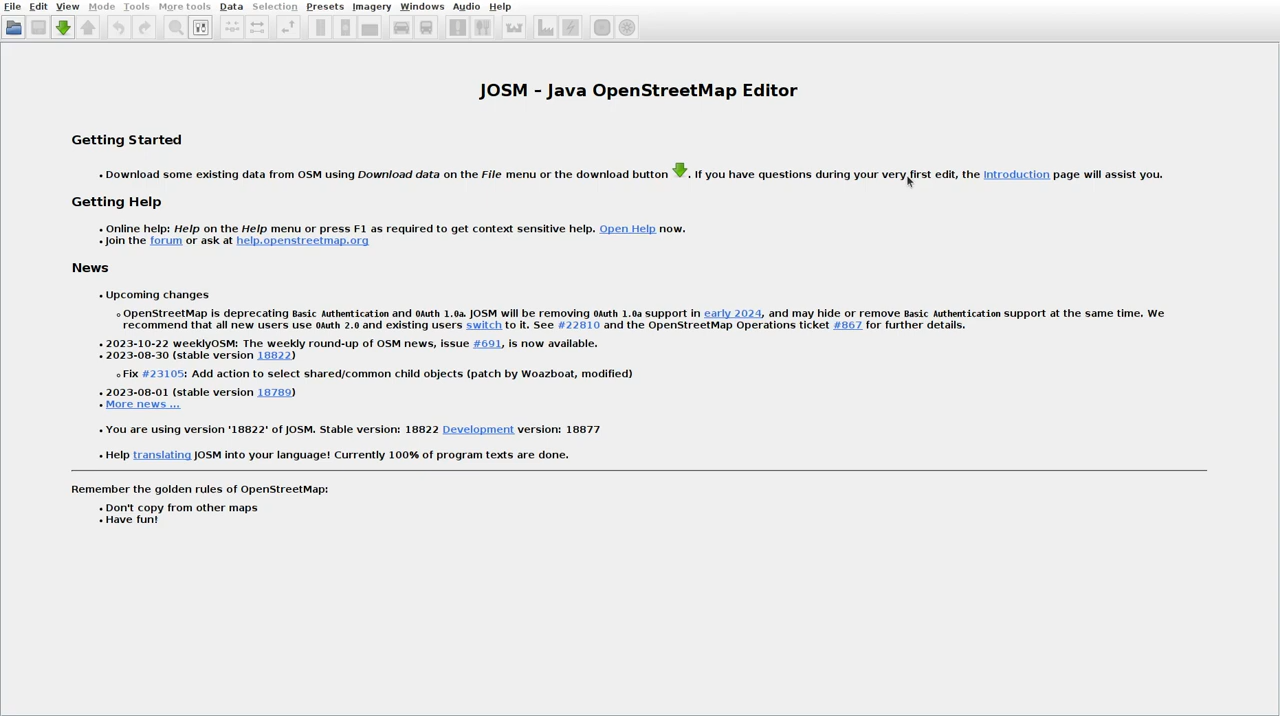 File Edit View Mode Tools More tools Data Selection Presets Imagery Windows Audio Help
JOSM – Java OpenStreetMap Editor
Getting Started
• Download some existing data from OSM using Download data on the File menu or the download button . If you have questions during your very first edit, the Introduction page will assist you.
Getting Help
• Online help: Help on the Help menu or press F1 as required to get context sensitive help. Open Help now.
• Join the forum or ask at help.openstreetmap.org
News
• Upcoming changes
◦ OpenStreetMap is deprecating Basic Authentication and OAuth 1.0a. JOSM will be removing OAuth 1.0a support in early 2024, and may hide or remove Basic Authentication support at the same time. We
recommend that all new users use OAuth 2.0 and existing users switch to it. See #22810 and the OpenStreetMap Operations ticket #867 for further details.
• 2023-10-22 weeklyOSM: The weekly round-up of OSM news, issue #691, is now available.
• 2023-08-30 (stable version 18822)
◦ Fix #23105: Add action to select shared/common child objects (patch by Woazboat, modified)
• 2023-08-01 (stable version 18789)
• More news ...
• You are using version '18822' of JOSM. Stable version: 18822 Development version: 18877
• Help translating JOSM into your language! Currently 100% of program texts are done.
Remember the golden rules of OpenStreetMap:
• Don't copy from other maps
• Have fun!